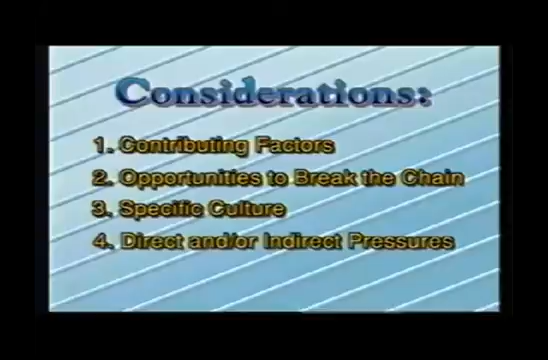 Considerations:
1. Contributing Factors
2. Opportunities to Break the Chain
3. Specific Culture
4. Direct and/or Indirect Pressures